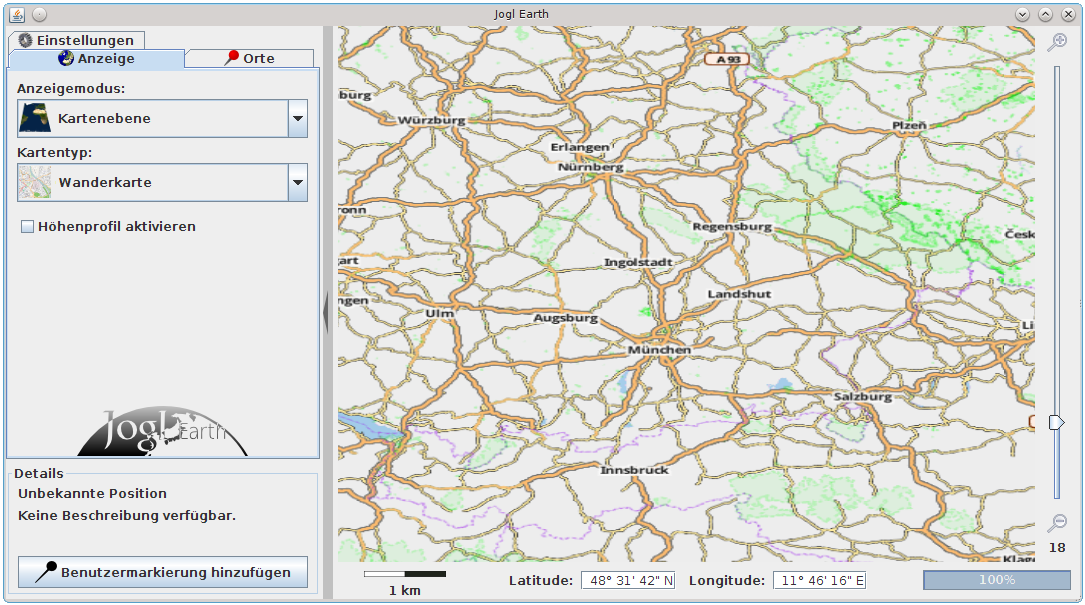 Jogl Earth
Einstellungen
Anzeige
Orte
Anzeigemodus:
Kartenebene
Kartentyp:
Wanderkarte
Höhenprofil aktivieren
Jogl Earth
Details
Unbekannte Position
Keine Beschreibung verfügbar.
Benutzermarkierung hinzufügen
A 93
burg
Würzburg
Plzeň
Erlangen
Nürnberg
ronn
Regensburg
Česk
gart
Ingolstadt
Landshut
ngen
Ulm
Augsburg
Li
München
Salzburg
Innsbruck
Klage
18
1 km
Latitude: 48° 31' 42" N Longitude: 11° 46' 16" E
100%